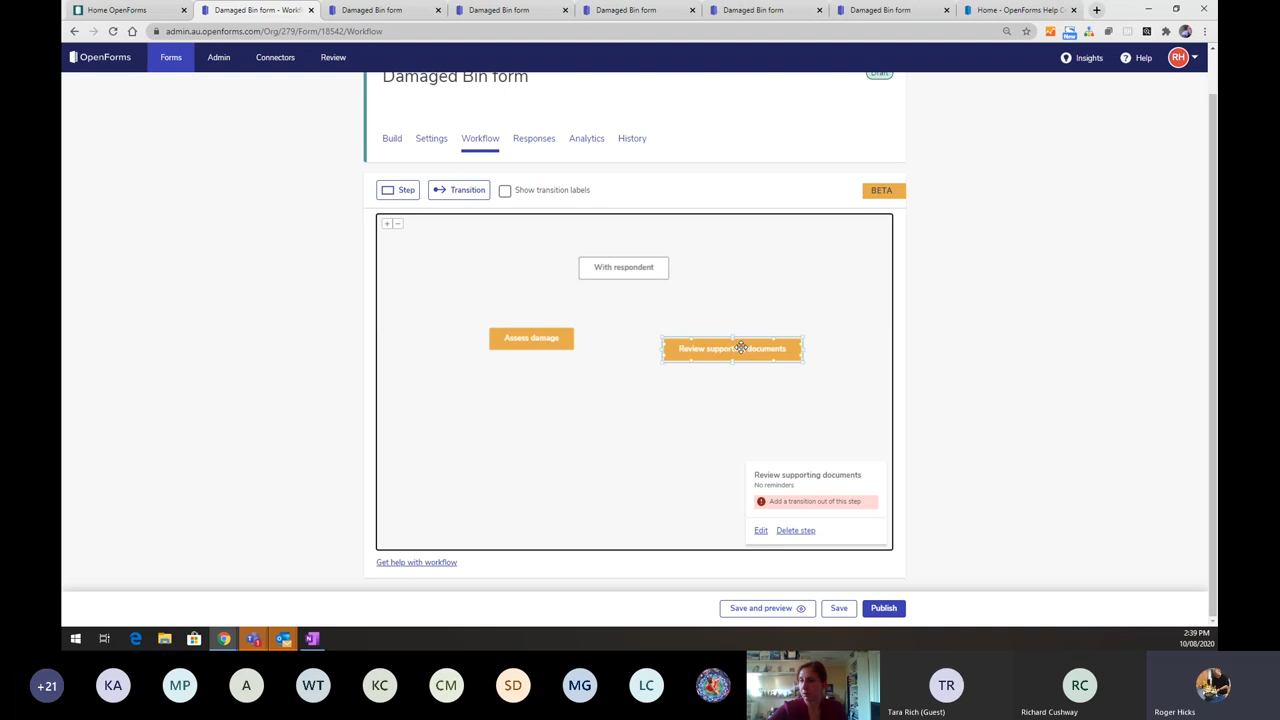 Home OpenForms
Damaged Bin form - Workf
Damaged Bin form
Damaged Bin form
Damaged Bin form
Damaged Bin form
Damaged Bin form
Home - OpenForms Help C
admin.au.openforms.com/Org/279/Form/18542/Workflow
New
OpenForms
Forms
Admin
Connectors
Review
Insights
Help
RH
Damaged Bin form
Draft
Build
Settings
Workflow
Responses
Analytics
History
Step
Transition
Show transition labels
BETA
+ −
With respondent
Assess damage
Review supporting documents
Review supporting documents
No reminders
Add a transition out of this step
Edit
Delete step
Get help with workflow
Save and preview
Save
Publish
2:39 PM
10/08/2020
+21
KA
MP
A
WT
KC
CM
SD
MG
LC
TR
RC
Tara Rich (Guest)
Richard Cushway
Roger Hicks